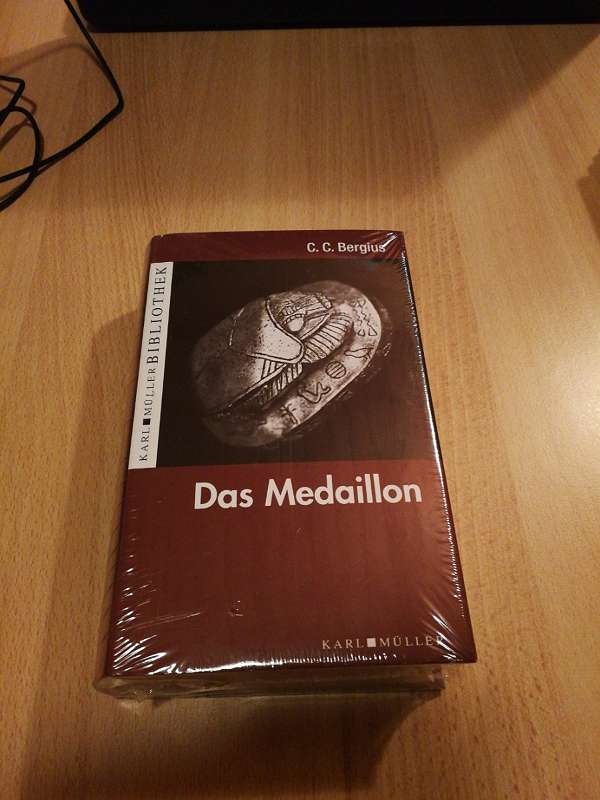 C. C. Bergius
KARL■MÜLLER BIBLIOTHEK
Das Medaillon
KARL■MÜLLER